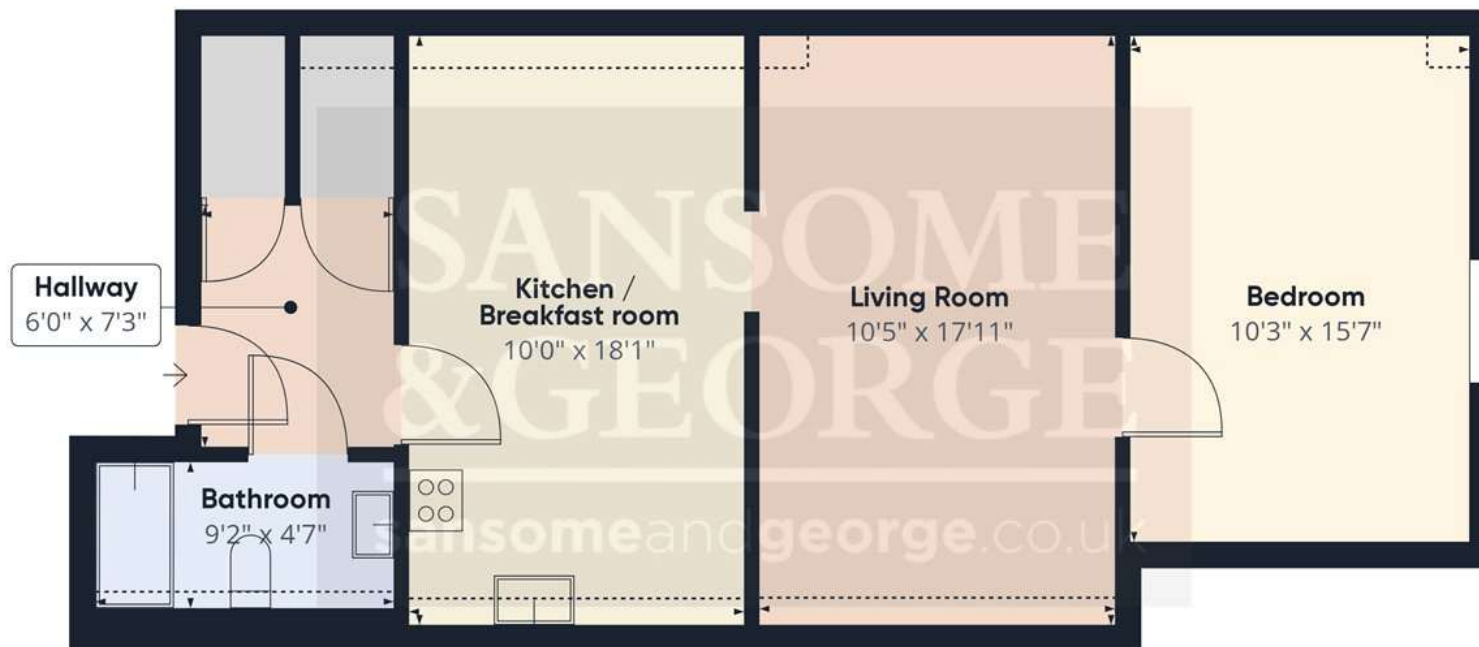 Hallway
6'0" x 7'3"
Kitchen /
Breakfast room
10'0" x 18'1"
Living Room
10'5" x 17'11"
Bedroom
10'3" x 15'7"
Bathroom
9'2" x 4'7"
SANSOME
&GEORGE
sansomeandgeorge.co.uk